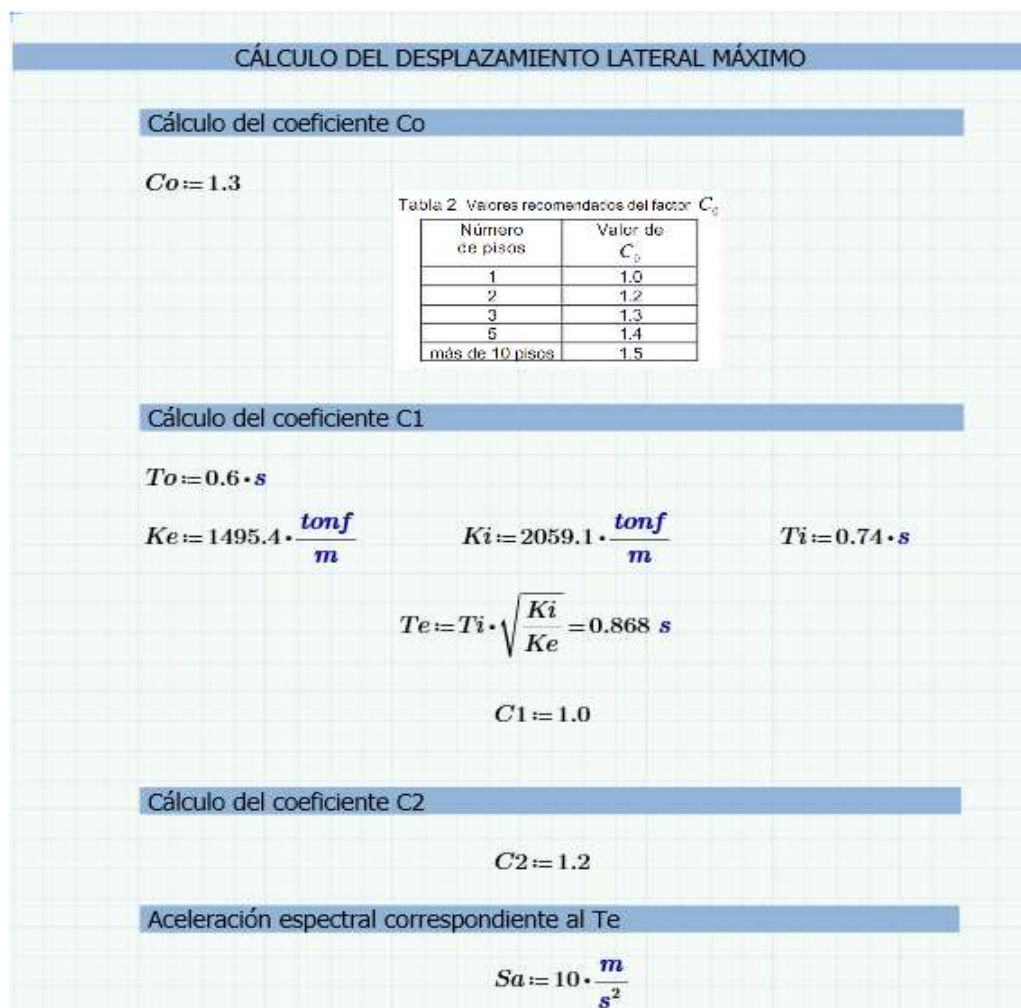 CÁLCULO DEL DESPLAZAMIENTO LATERAL MÁXIMO
Cálculo del coeficiente Co
Co := 1.3
Tabla 2 Valores recomendados del factor C₀
Número de pisos Valor de C₀
1 1.0
2 1.2
3 1.3
5 1.4
más de 10 pisos 1.5
Cálculo del coeficiente C1
To := 0.6 · s
Ke := 1495.4 · tonf/m Ki := 2059.1 · tonf/m Ti := 0.74 · s
Te := Ti · √(Ki/Ke) = 0.868 s
C1 := 1.0
Cálculo del coeficiente C2
C2 := 1.2
Aceleración espectral correspondiente al Te
Sa := 10 · m/s²